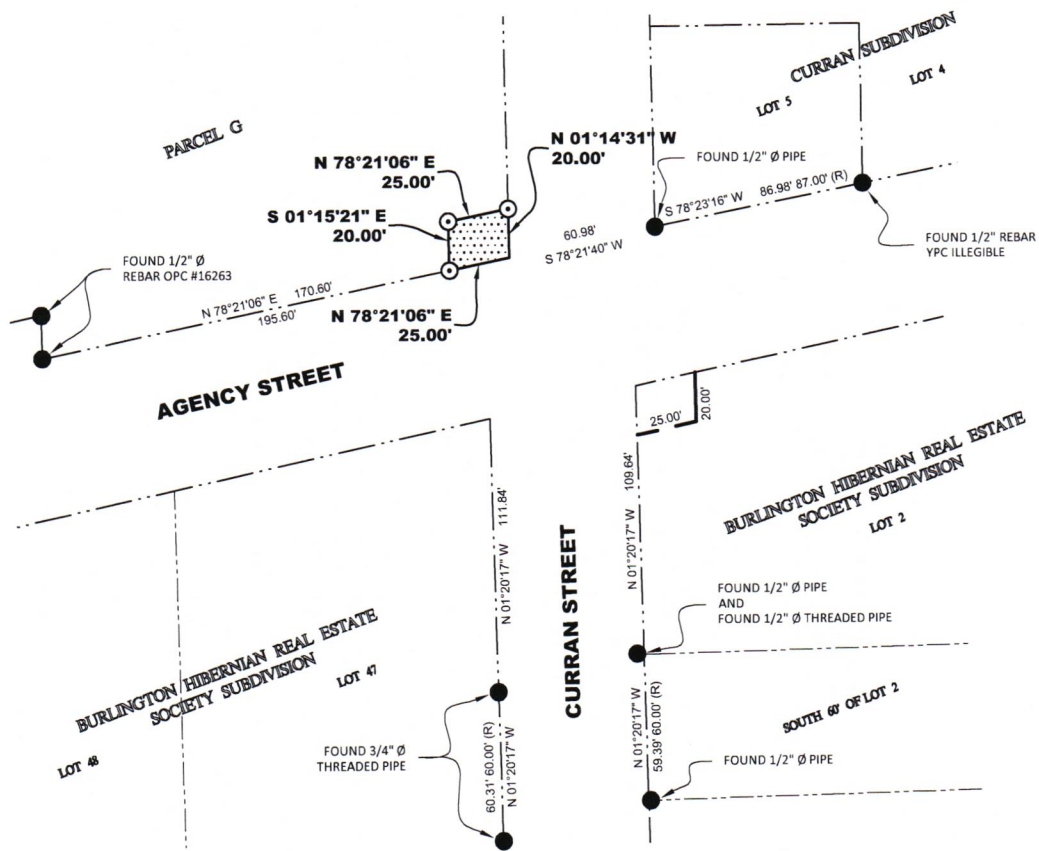 CURRAN SUBDIVISION
LOT 4
LOT 5
PARCEL G
N 01°14'31" W
20.00'
N 78°21'06" E
25.00'
FOUND 1/2" Ø PIPE
S 78°23'16" W 86.98' 87.00' (R)
S 01°15'21" E
20.00'
60.98'
S 78°21'40" W
FOUND 1/2" REBAR
YPC ILLEGIBLE
FOUND 1/2" Ø
REBAR OPC #16263
N 78°21'06" E 170.60'
195.60'
N 78°21'06" E
25.00'
AGENCY STREET
25.00'
20.00'
N 01°20'17" W 111.84'
N 01°20'17" W 109.64'
BURLINGTON HIBERNIAN REAL ESTATE
SOCIETY SUBDIVISION
LOT 2
CURRAN STREET
FOUND 1/2" Ø PIPE
AND
FOUND 1/2" Ø THREADED PIPE
BURLINGTON HIBERNIAN REAL ESTATE
SOCIETY SUBDIVISION
LOT 47
LOT 48
SOUTH 60' OF LOT 2
N 01°20'17" W
59.39' 60.00' (R)
FOUND 3/4" Ø
THREADED PIPE
60.31' 60.00' (R)
N 01°20'17" W
FOUND 1/2" Ø PIPE